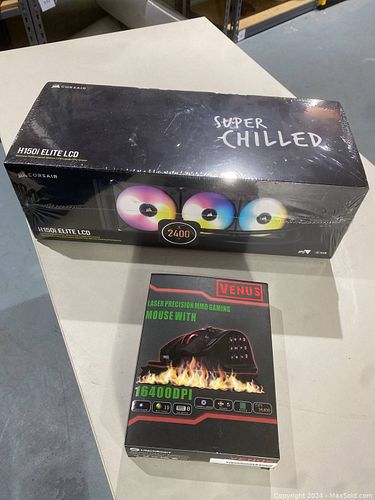 CORSAIR
SUPER
CHILLED
H150i ELITE LCD
CORSAIR
2400
H150i ELITE LCD
VENUS
LASER PRECISION MMO GAMING
MOUSE WITH
16400DPI
Copyright © 2024 - MaxSold.com